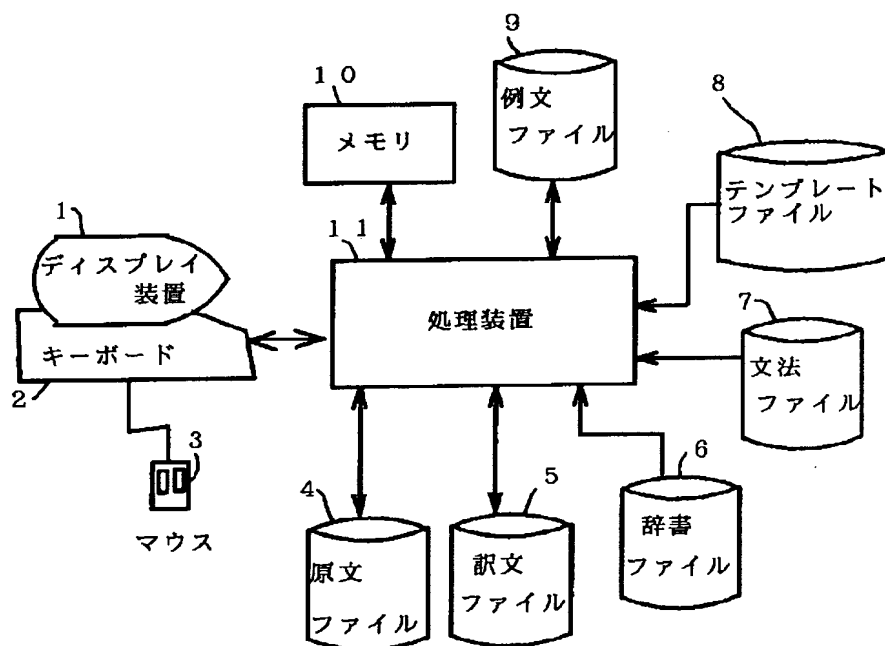 9
10
8
例文
ファイル
メモリ
テンプレート
ファイル
1
11
ディスプレイ
装置
処理装置
7
キーボード
文法
ファイル
2
3
4
5
6
マウス
原文
ファイル
訳文
ファイル
辞書
ファイル